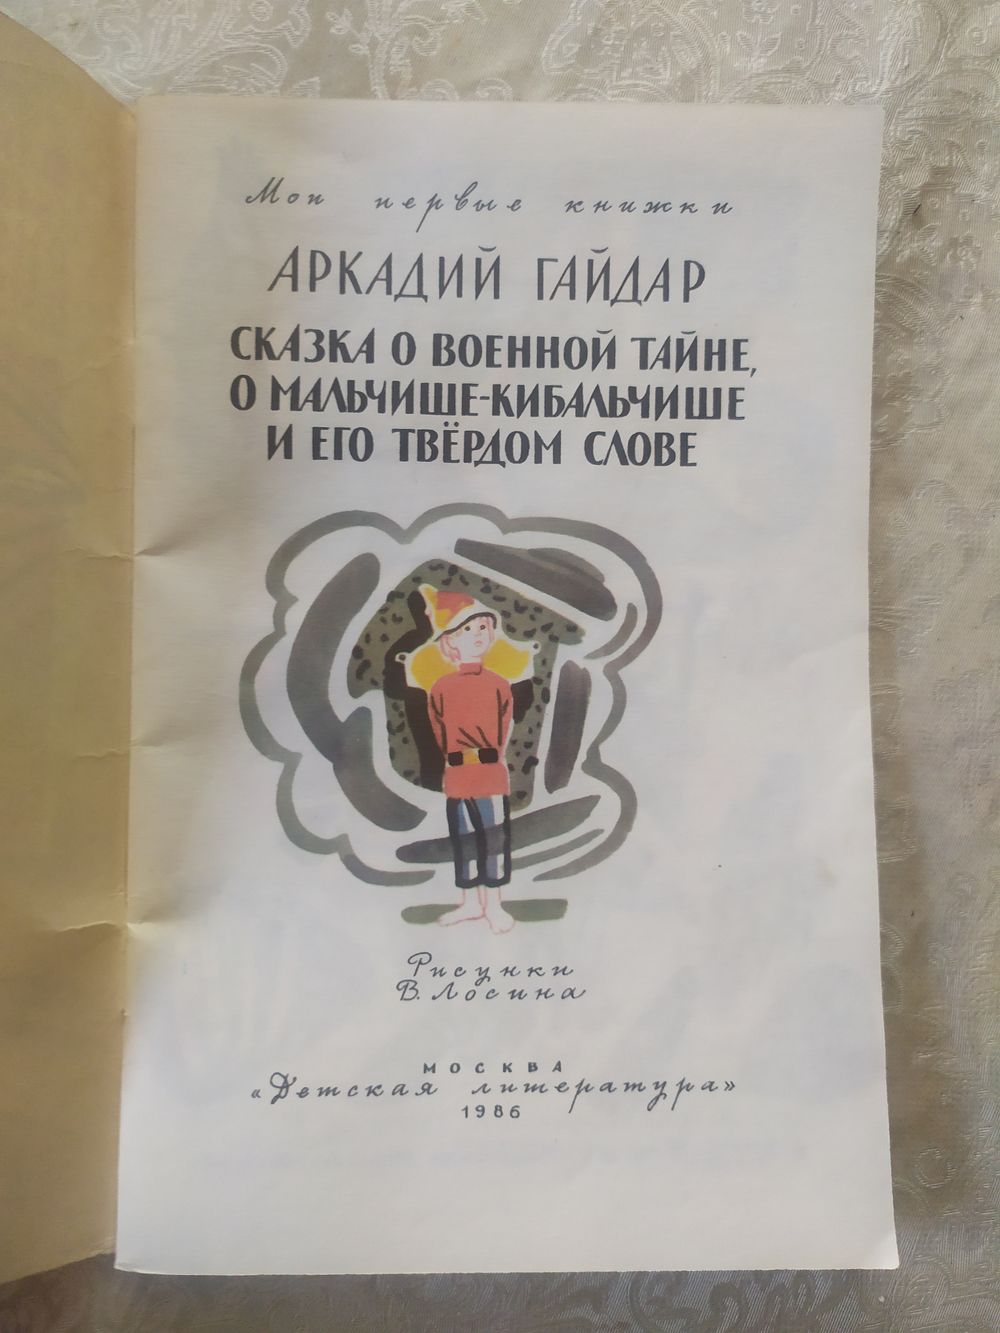 Мои первые книжки
АРКАДИЙ ГАЙДАР
СКАЗКА О ВОЕННОЙ ТАЙНЕ,
О МАЛЬЧИШЕ-КИБАЛЬЧИШЕ
И ЕГО ТВЁРДОМ СЛОВЕ
Рисунки
В. Лосина
МОСКВА
«Детская литература»
1986